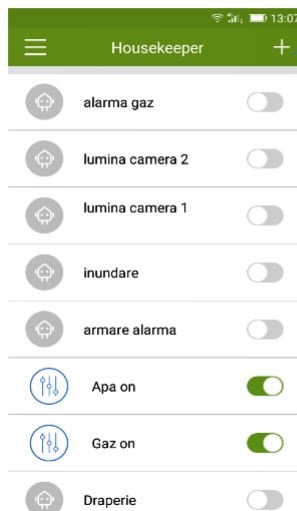 13:07
Housekeeper
alarma gaz
lumina camera 2
lumina camera 1
inundare
armare alarma
Apa on
Gaz on
Draperie